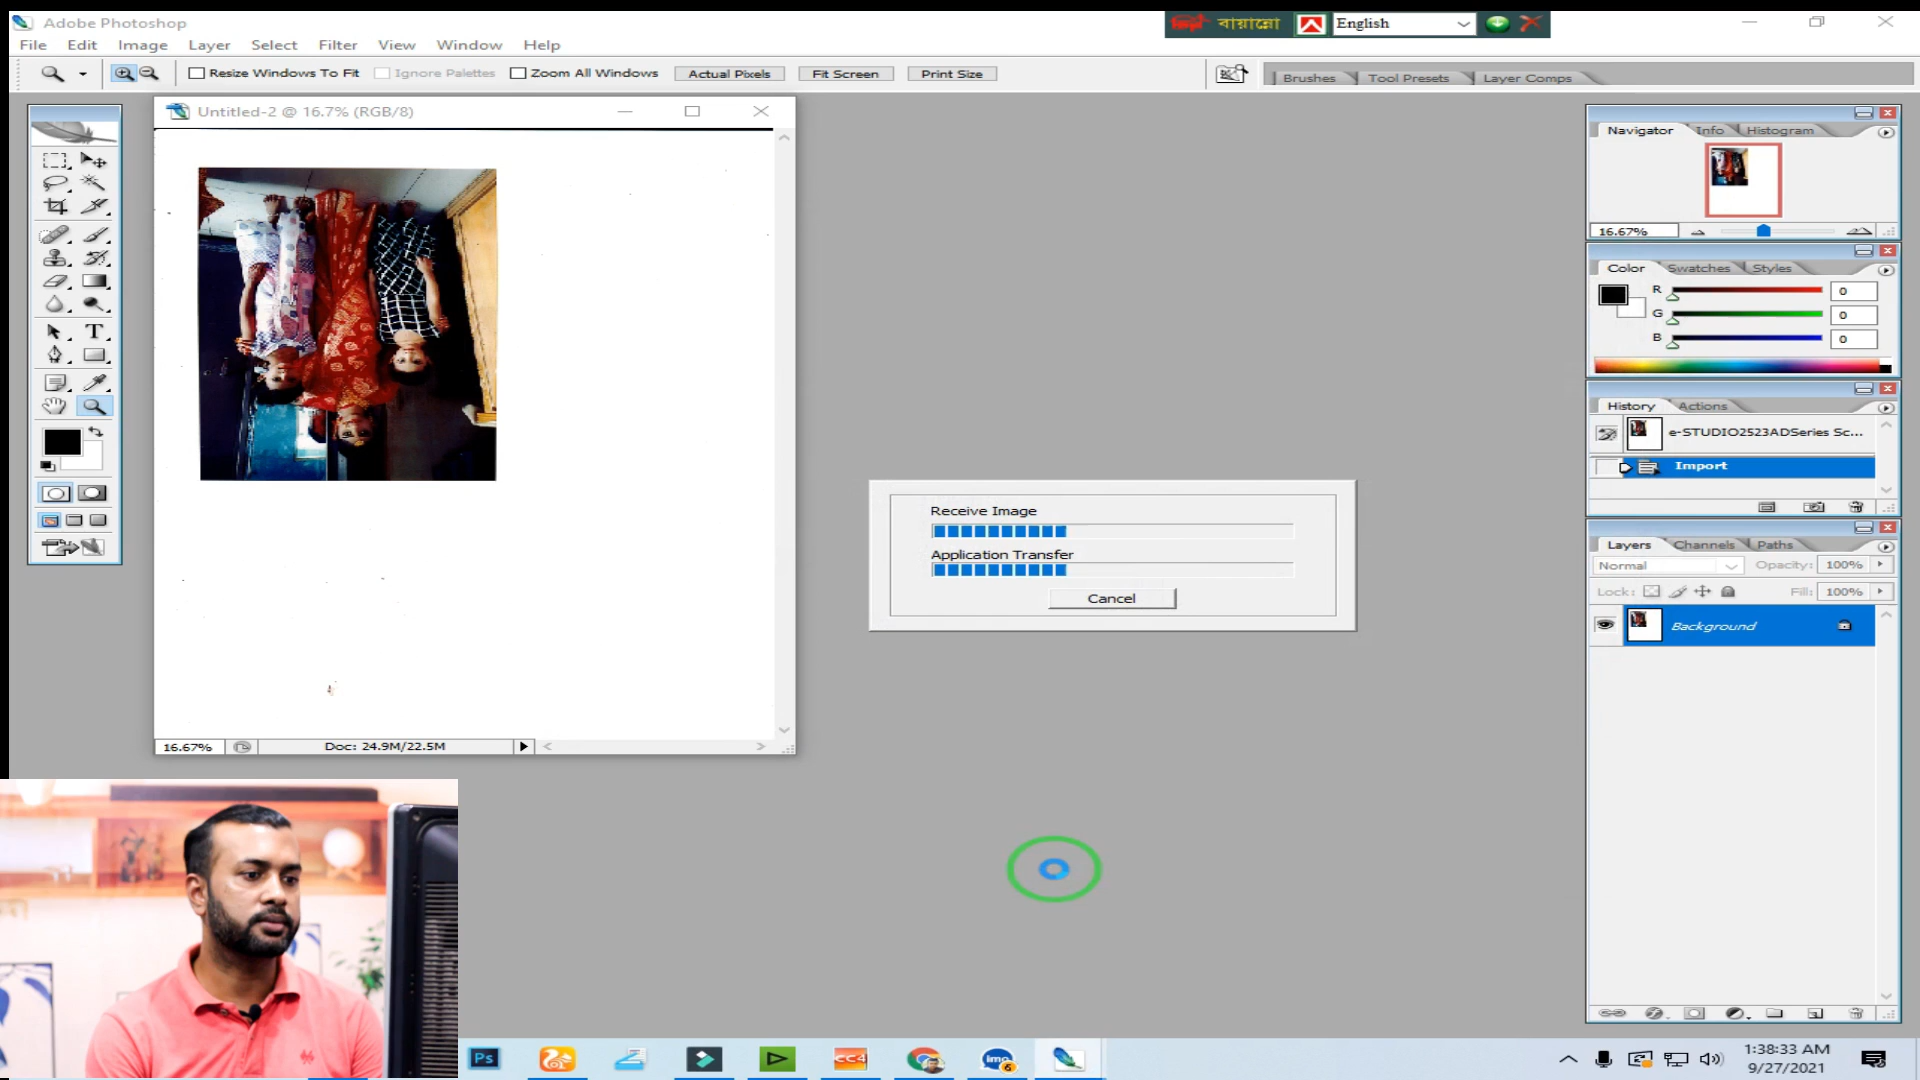 Adobe Photoshop
বায়ান্নো
English
File Edit Image Layer Select Filter View Window Help
Resize Windows To Fit Ignore Palettes Zoom All Windows Actual Pixels Fit Screen Print Size
Brushes Tool Presets Layer Comps
Untitled-2 @ 16.7% (RGB/8)
Navigator Info Histogram
16.67%
Color Swatches Styles
R 0
G 0
B 0
History Actions
e-STUDIO2523ADSeries Sc...
Import
Receive Image
Application Transfer
Cancel
Layers Channels Paths
Normal Opacity: 100%
Lock: Fill: 100%
Background
16.67% Doc: 24.9M/22.5M
Ps
CC4
imo
6
1:38:33 AM
9/27/2021